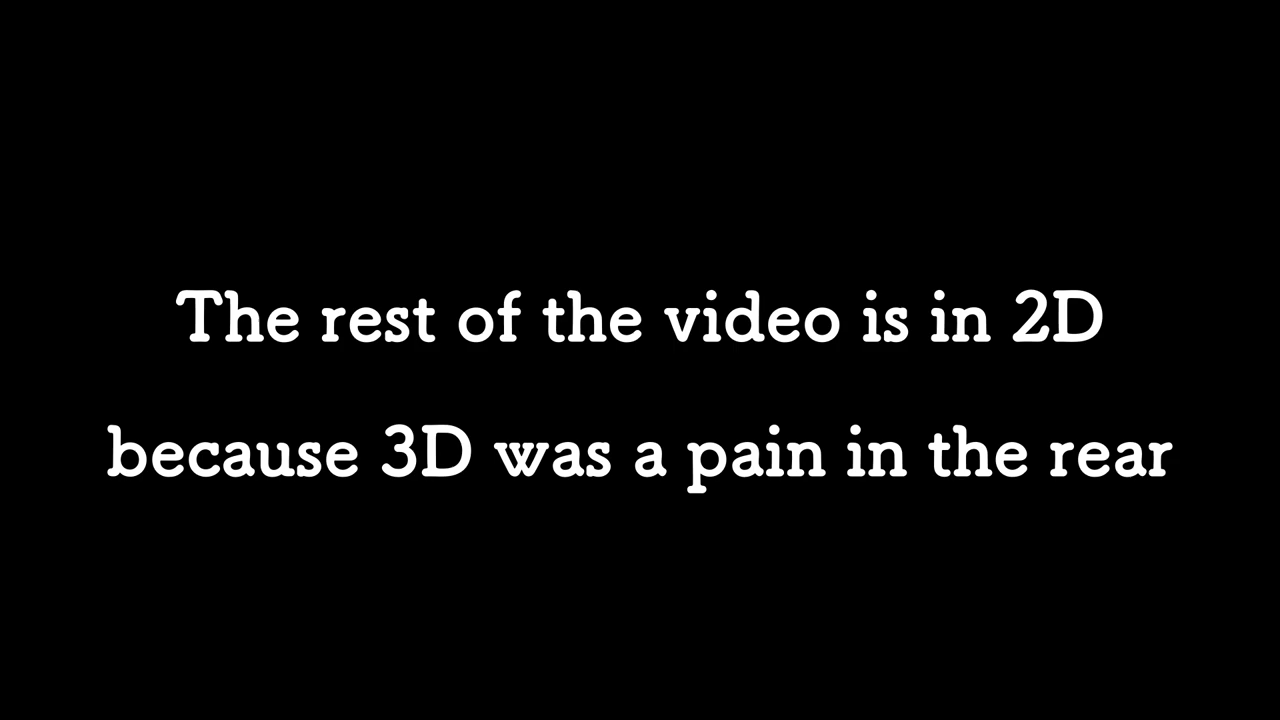 The rest of the video is in 2D
because 3D was a pain in the rear